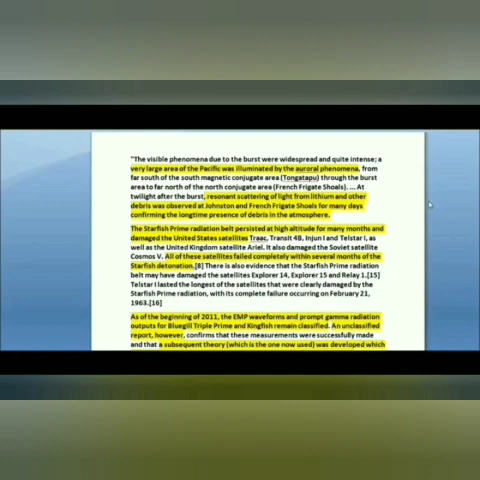 "The visible phenomena due to the burst were widespread and quite intense; a
very large area of the Pacific was illuminated by the auroral phenomena, from
far south of the south magnetic conjugate area (Tongatapu) through the burst
area to far north of the north conjugate area (French Frigate Shoals). ... At
twilight after the burst, resonant scattering of light from lithium and other
debris was observed at Johnston and French Frigate Shoals for many days
confirming the longtime presence of debris in the atmosphere.
The Starfish Prime radiation belt persisted at high altitude for many months and
damaged the United States satellites Traac, Transit 4B, Injun I and Telstar I, as
well as the United Kingdom satellite Ariel. It also damaged the Soviet satellite
Cosmos V. All of these satellites failed completely within several months of the
Starfish detonation.[8] There is also evidence that the Starfish Prime radiation
belt may have damaged the satellites Explorer 14, Explorer 15 and Relay 1.[15]
Telstar I lasted the longest of the satellites that were clearly damaged by the
Starfish Prime radiation, with its complete failure occurring on February 21,
1963.[16]
As of the beginning of 2011, the EMP waveforms and prompt gamma radiation
outputs for Bluegill Triple Prime and Kingfish remain classified. An unclassified
report, however, confirms that these measurements were successfully made
and that a subsequent theory (which is the one now used) was developed which